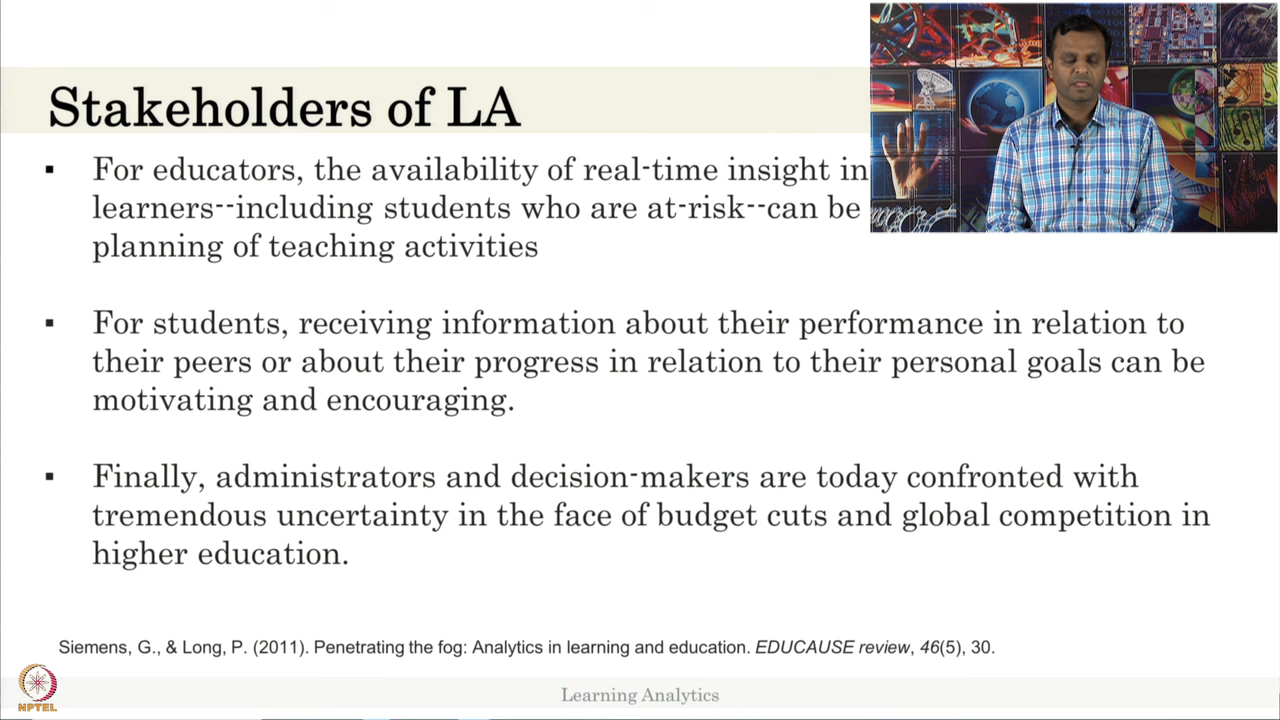 Stakeholders of LA
▪ For educators, the availability of real-time insight in
learners--including students who are at-risk--can be
planning of teaching activities
▪ For students, receiving information about their performance in relation to
their peers or about their progress in relation to their personal goals can be
motivating and encouraging.
▪ Finally, administrators and decision-makers are today confronted with
tremendous uncertainty in the face of budget cuts and global competition in
higher education.
Siemens, G., & Long, P. (2011). Penetrating the fog: Analytics in learning and education. EDUCAUSE review, 46(5), 30.
NPTEL
Learning Analytics